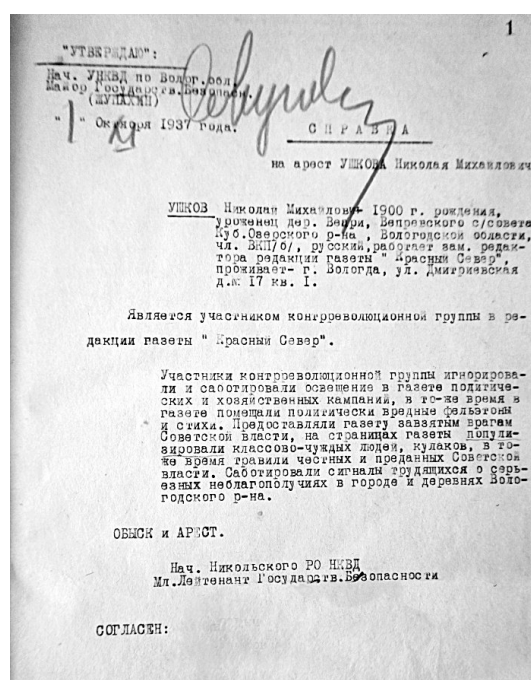 1
"УТВЕРЖДАЮ":
Нач. УНКВД по Волог.обл.
Майор Государств.Безопасн.
(ЖУПАХИН)
"1" Октября 1937 года.
СПРАВКА
на арест УШКОВА Николая Михайлович
УШКОВ Николай Михайлович 1900 г. рождения,
уроженец дер. Вепри, Вепревского с/совета
Куб.Озерского р-на , Вологодской области,
чл. ВКП/б/, русский,работает зам. редак-
тора редакции газеты " Красный Север",
проживает- г. Вологда, ул. Дмитриевская
д.№ 17 кв. I.
Является участником контрреволюционной группы в ре-
дакции газеты " Красный Север".
Участники контрреволюционной группы игнорирова-
ли и саботировали освещение в газете политиче-
ских и хозяйственных кампаний, в то-же время в
газете помещали политически вредные фельэтоны
и стихи. Предоставляли газету завзятым врагам
Советской власти, на страницах газеты попули-
зировали классово-чуждых людей, кулаков, в то-
же время травили честных и преданных Советской
власти. Саботировали сигналы трудящихся о серь-
езных неблагополучиях в городе и деревнях Воло-
годского р-на.
ОБЫСК и АРЕСТ.
Нач. Никольского РО НКВД
Мл.Лейтенант Государств.Безопасности
СОГЛАСЕН: